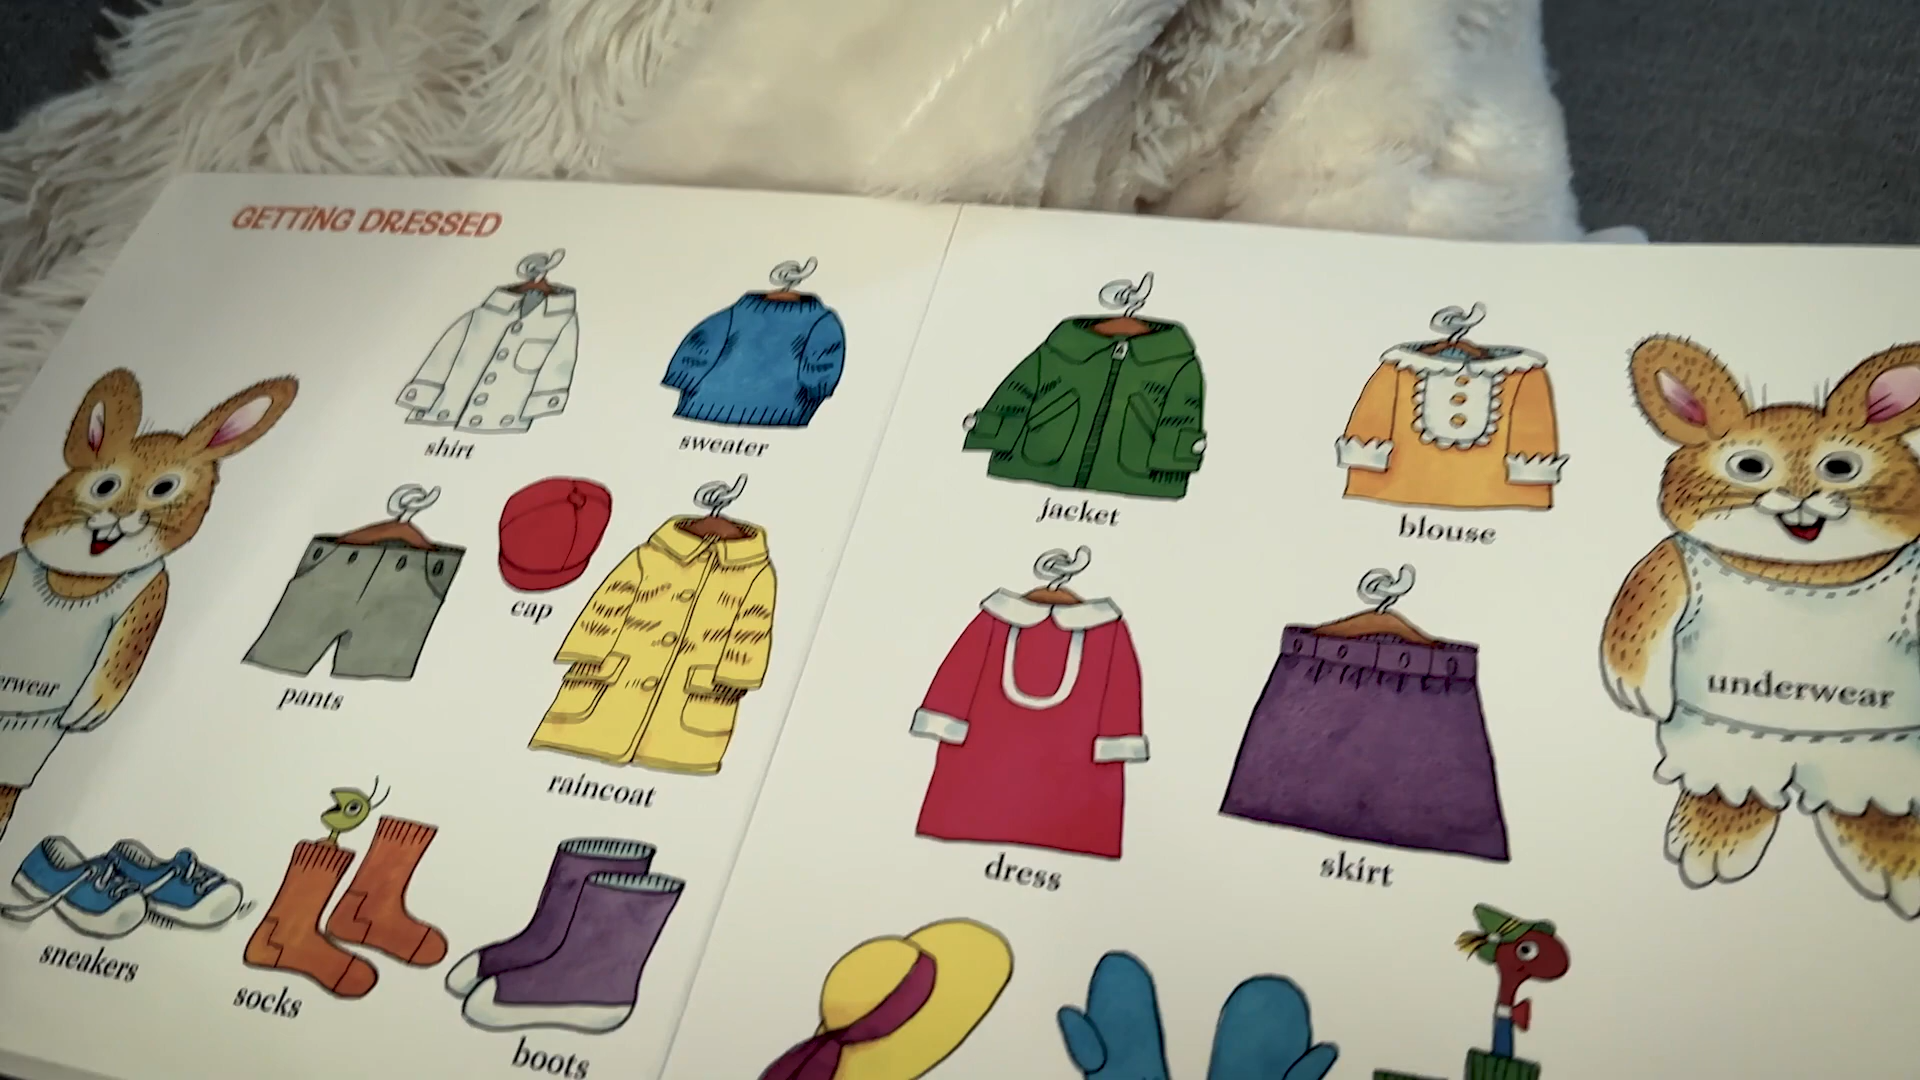 GETTING DRESSED
shirt
sweater
cap
pants
raincoat
sneakers
socks
boots
jacket
blouse
dress
skirt
underwear